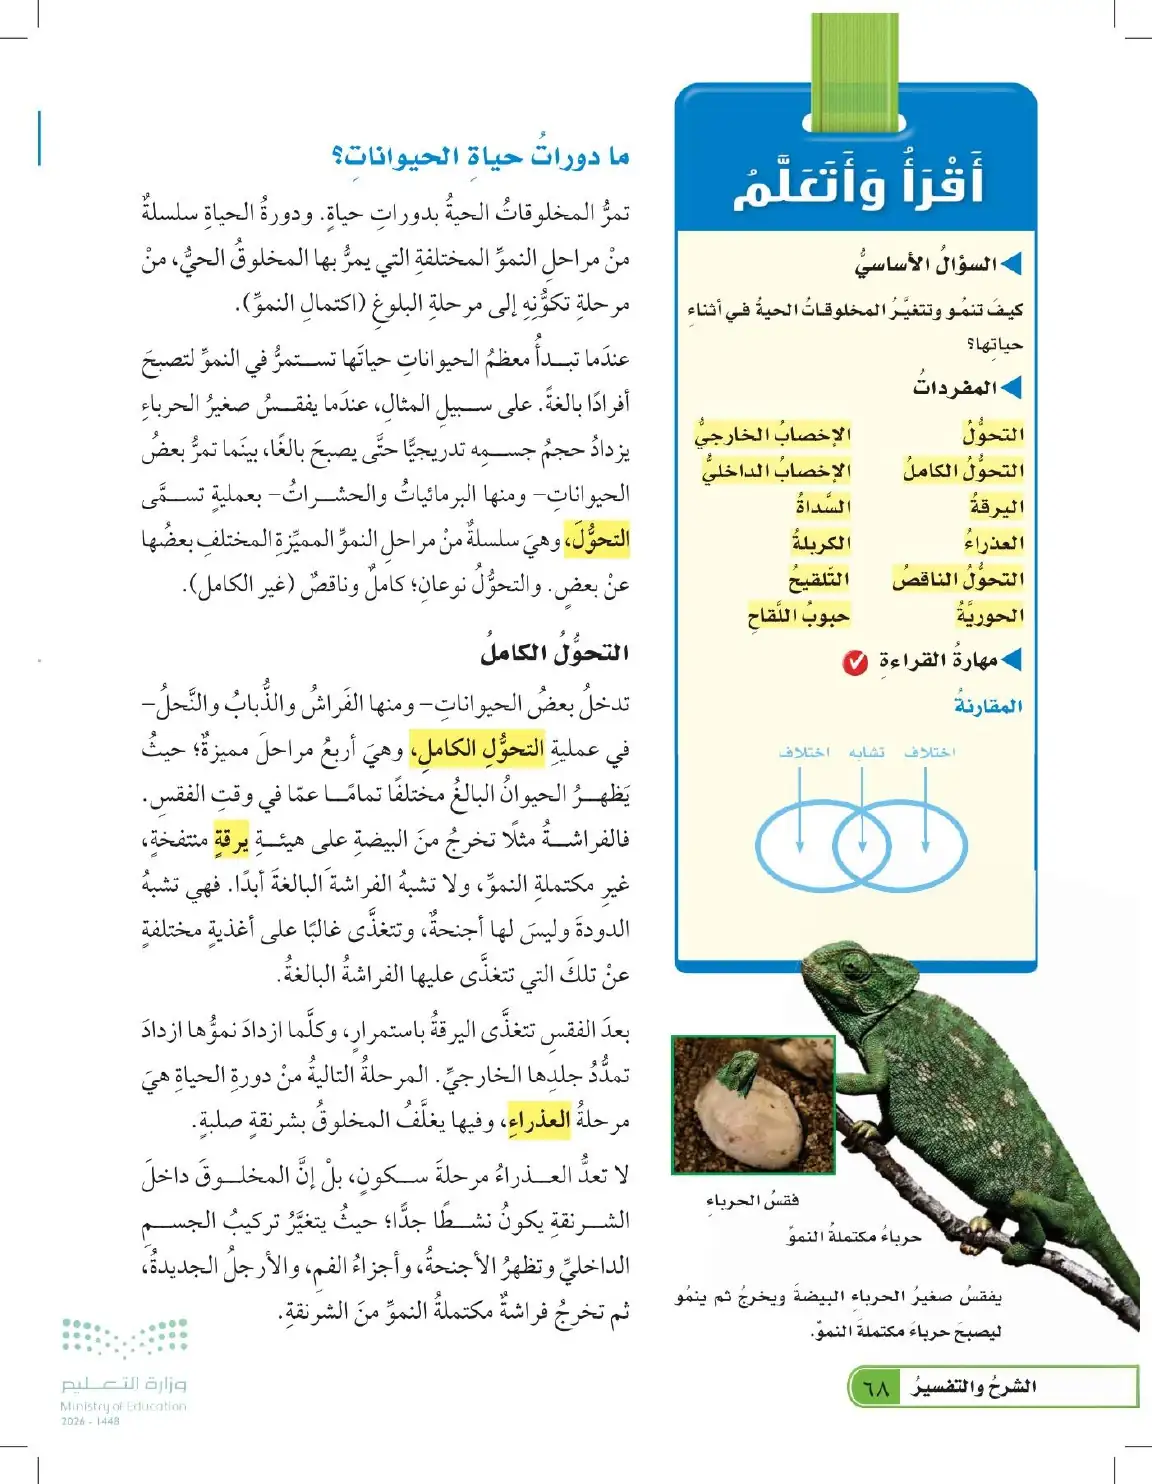 أَقْرَأُ وَأَتَعَلَّمُ
◀ السؤالُ الأساسيُّ
كيفَ تنمُو وتتغيَّرُ المخلوقاتُ الحيةُ في أثناءِ
حياتِها؟
◀ المفرداتُ
التحوُّلُ
التحوُّلُ الكاملُ
اليرقةُ
العذراءُ
التحوُّلُ الناقصُ
الحوريَّةُ
الإخصابُ الخارجيُّ
الإخصابُ الداخليُّ
السَّداةُ
الكربلةُ
التّلقيحُ
حبوبُ اللَّقاحِ
◀ مهارةُ القراءةِ
المقارنةُ
اختلاف تشابه اختلاف
فقسُ الحرباءِ
حرباءُ مكتملةُ النموِّ
يفقسُ صغيرُ الحرباءِ البيضةَ ويخرجُ ثم ينمُو
ليصبحَ حرباءَ مكتملةَ النموِّ.
ما دوراتُ حياةِ الحيواناتِ؟
تمرُّ المخلوقاتُ الحيةُ بدوراتِ حياةٍ. ودورةُ الحياةِ سلسلةٌ
منْ مراحلِ النموِّ المختلفةِ التي يمرُّ بها المخلوقُ الحيُّ، منْ
مرحلةِ تكوُّنِهِ إلى مرحلةِ البلوغِ (اكتمالِ النموِّ).
عندَما تبدأُ معظمُ الحيواناتِ حياتَها تستمرُّ في النموِّ لتصبحَ
أفرادًا بالغةً. على سبيلِ المثالِ، عندَما يفقسُ صغيرُ الحرباءِ
يزدادُ حجمُ جسمِه تدريجيًّا حتَّى يصبحَ بالغًا، بينَما تمرُّ بعضُ
الحيواناتِ- ومنها البرمائياتُ والحشراتُ- بعمليةٍ تسمَّى
التحوُّلَ، وهيَ سلسلةٌ منْ مراحلِ النموِّ المميِّزةِ المختلفِ بعضُها
عنْ بعضٍ. والتحوُّلُ نوعانِ؛ كاملٌ وناقصٌ (غير الكامل).
التحوُّلُ الكاملُ
تدخلُ بعضُ الحيواناتِ- ومنها الفَراشُ والذُّبابُ والنَّحلُ-
في عمليةِ التحوُّلِ الكاملِ، وهيَ أربعُ مراحلَ مميزةٌ؛ حيثُ
يَظهرُ الحيوانُ البالغُ مختلفًا تمامًا عمّا في وقتِ الفقسِ.
فالفراشةُ مثلًا تخرجُ منَ البيضةِ على هيئةِ يرقةٍ منتفخةٍ،
غيرِ مكتملةِ النموِّ، ولا تشبهُ الفراشةَ البالغةَ أبدًا. فهي تشبهُ
الدودةَ وليسَ لها أجنحةٌ، وتتغذَّى غالبًا على أغذيةٍ مختلفةٍ
عنْ تلكَ التي تتغذَّى عليها الفراشةُ البالغةُ.
بعدَ الفقسِ تتغذَّى اليرقةُ باستمرارٍ، وكلَّما ازدادَ نموُّها ازدادَ
تمدُّدُ جلدِها الخارجيِّ. المرحلةُ التاليةُ منْ دورةِ الحياةِ هيَ
مرحلةُ العذراءِ، وفيها يغلَّفُ المخلوقُ بشرنقةٍ صلبةٍ.
لا تعدُّ العذراءُ مرحلةَ سكونٍ، بلْ إنَّ المخلوقَ داخلَ
الشرنقةِ يكونُ نشطًا جدًّا؛ حيثُ يتغيَّرُ تركيبُ الجسمِ
الداخليِّ وتظهرُ الأجنحةُ، وأجزاءُ الفمِ، والأرجلُ الجديدةُ،
ثم تخرجُ فراشةٌ مكتملةُ النموِّ منَ الشرنقةِ.
وزارة التعليم
Ministry of Education
2026 - 1448
٦٨ الشرحُ والتفسيرُ